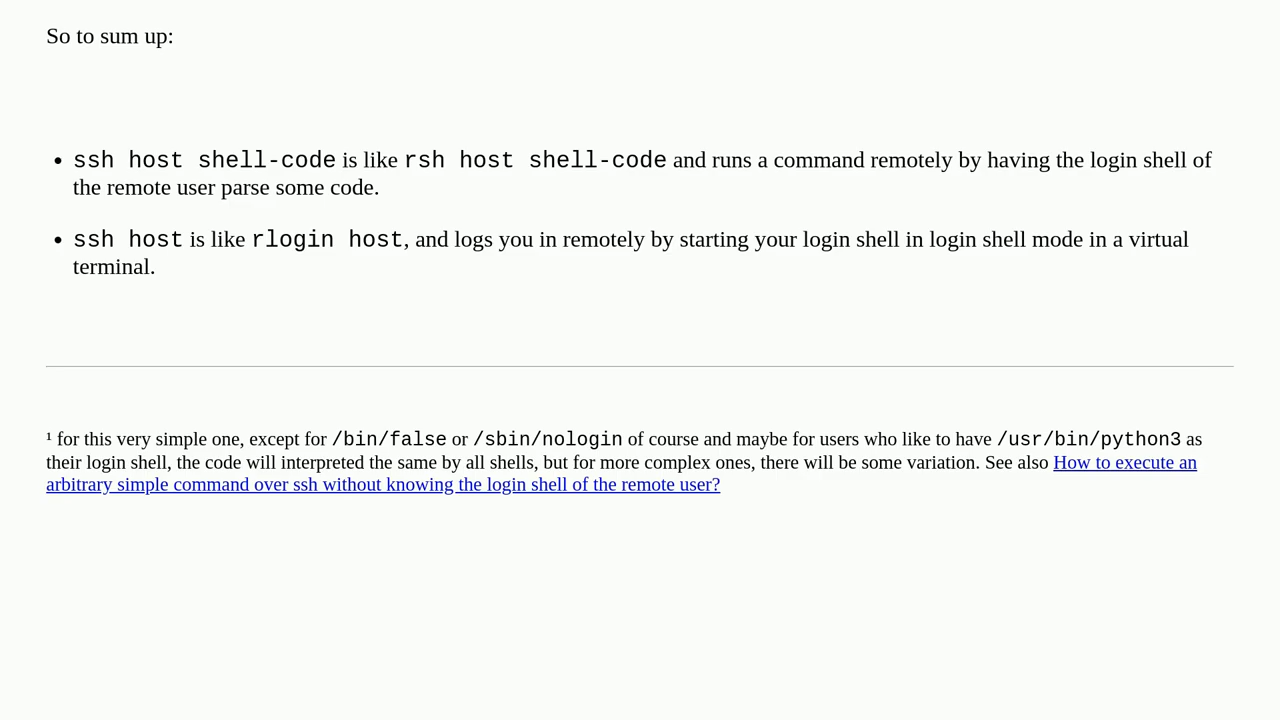 So to sum up:
• ssh host shell-code is like rsh host shell-code and runs a command remotely by having the login shell of
the remote user parse some code.
• ssh host is like rlogin host, and logs you in remotely by starting your login shell in login shell mode in a virtual
terminal.
¹ for this very simple one, except for /bin/false or /sbin/nologin of course and maybe for users who like to have /usr/bin/python3 as
their login shell, the code will interpreted the same by all shells, but for more complex ones, there will be some variation. See also How to execute an
arbitrary simple command over ssh without knowing the login shell of the remote user?